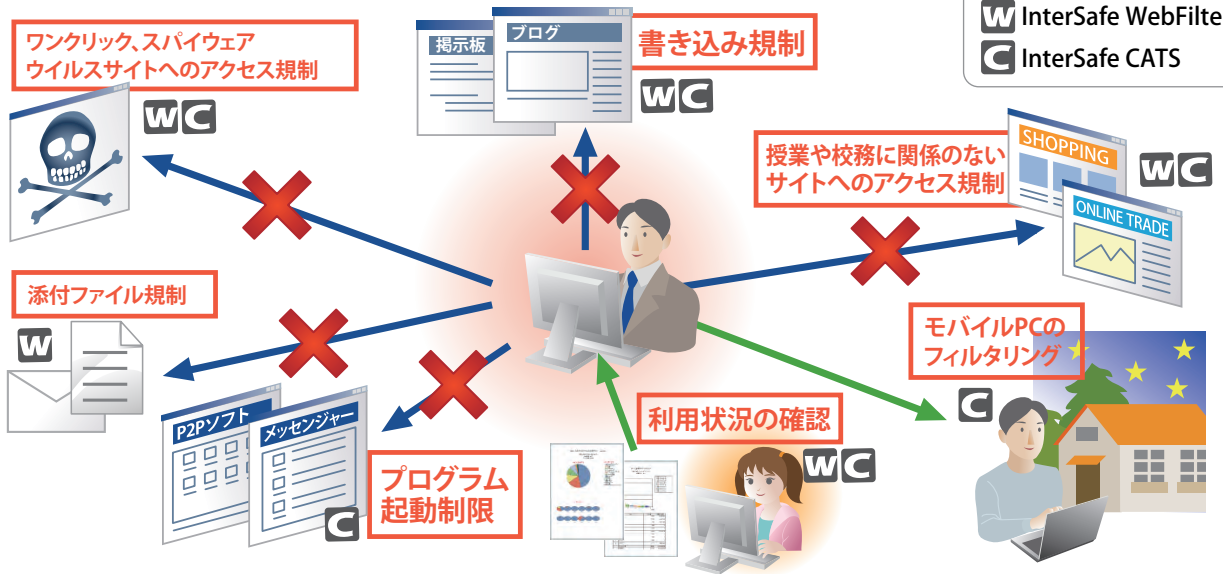 ワンクリック、スパイウェア
ウイルスサイトへのアクセス規制
W C
掲示板
ブログ
書き込み規制
W C
W InterSafe WebFilte
C InterSafe CATS
授業や校務に関係のない
サイトへのアクセス規制
SHOPPING
ONLINE TRADE
W C
添付ファイル規制
W
P2Pソフト
メッセンジャー
C
プログラム
起動制限
利用状況の確認
W C
モバイルPCの
フィルタリング
C